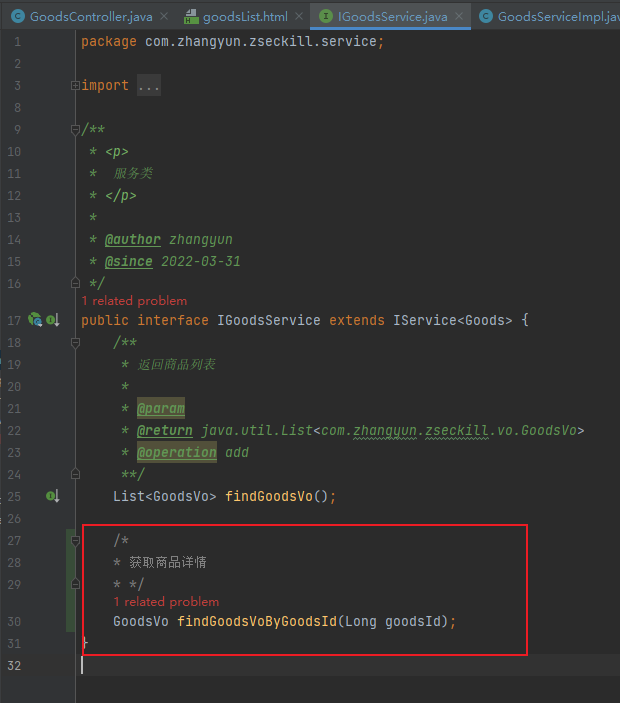 GoodsController.java × goodsList.html × IGoodsService.java × GoodsServiceImpl.jav
1 package com.zhangyun.zseckill.service;
2
3 import ...
8
9 /**
10 * <p>
11 * 服务类
12 * </p>
13 *
14 * @author zhangyun
15 * @since 2022-03-31
16 */
1 related problem
17 public interface IGoodsService extends IService<Goods> {
18 /**
19 * 返回商品列表
20 *
21 * @param
22 * @return java.util.List<com.zhangyun.zseckill.vo.GoodsVo>
23 * @operation add
24 **/
25 List<GoodsVo> findGoodsVo();
26
27 /*
28 * 获取商品详情
29 * */
1 related problem
30 GoodsVo findGoodsVoByGoodsId(Long goodsId);
31 }
32